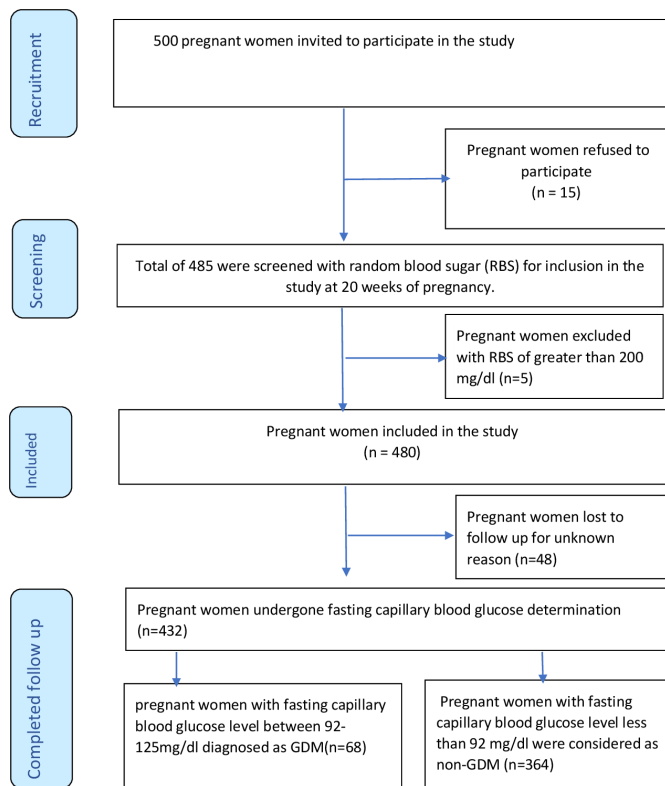 Recruitment
500 pregnant women invited to participate in the study
Pregnant women refused to
participate
(n = 15)
Screening
Total of 485 were screened with random blood sugar (RBS) for inclusion in the
study at 20 weeks of pregnancy.
Pregnant women excluded
with RBS of greater than 200
mg/dl (n=5)
Included
Pregnant women included in the study
(n = 480)
Pregnant women lost to
follow up for unknown
reason (n=48)
Completed follow up
Pregnant women undergone fasting capillary blood glucose determination
(n=432)
pregnant women with fasting capillary
blood glucose level between 92-
125mg/dl diagnosed as GDM(n=68)
Pregnant women with fasting
capillary blood glucose level less
than 92 mg/dl were considered as
non-GDM (n=364)